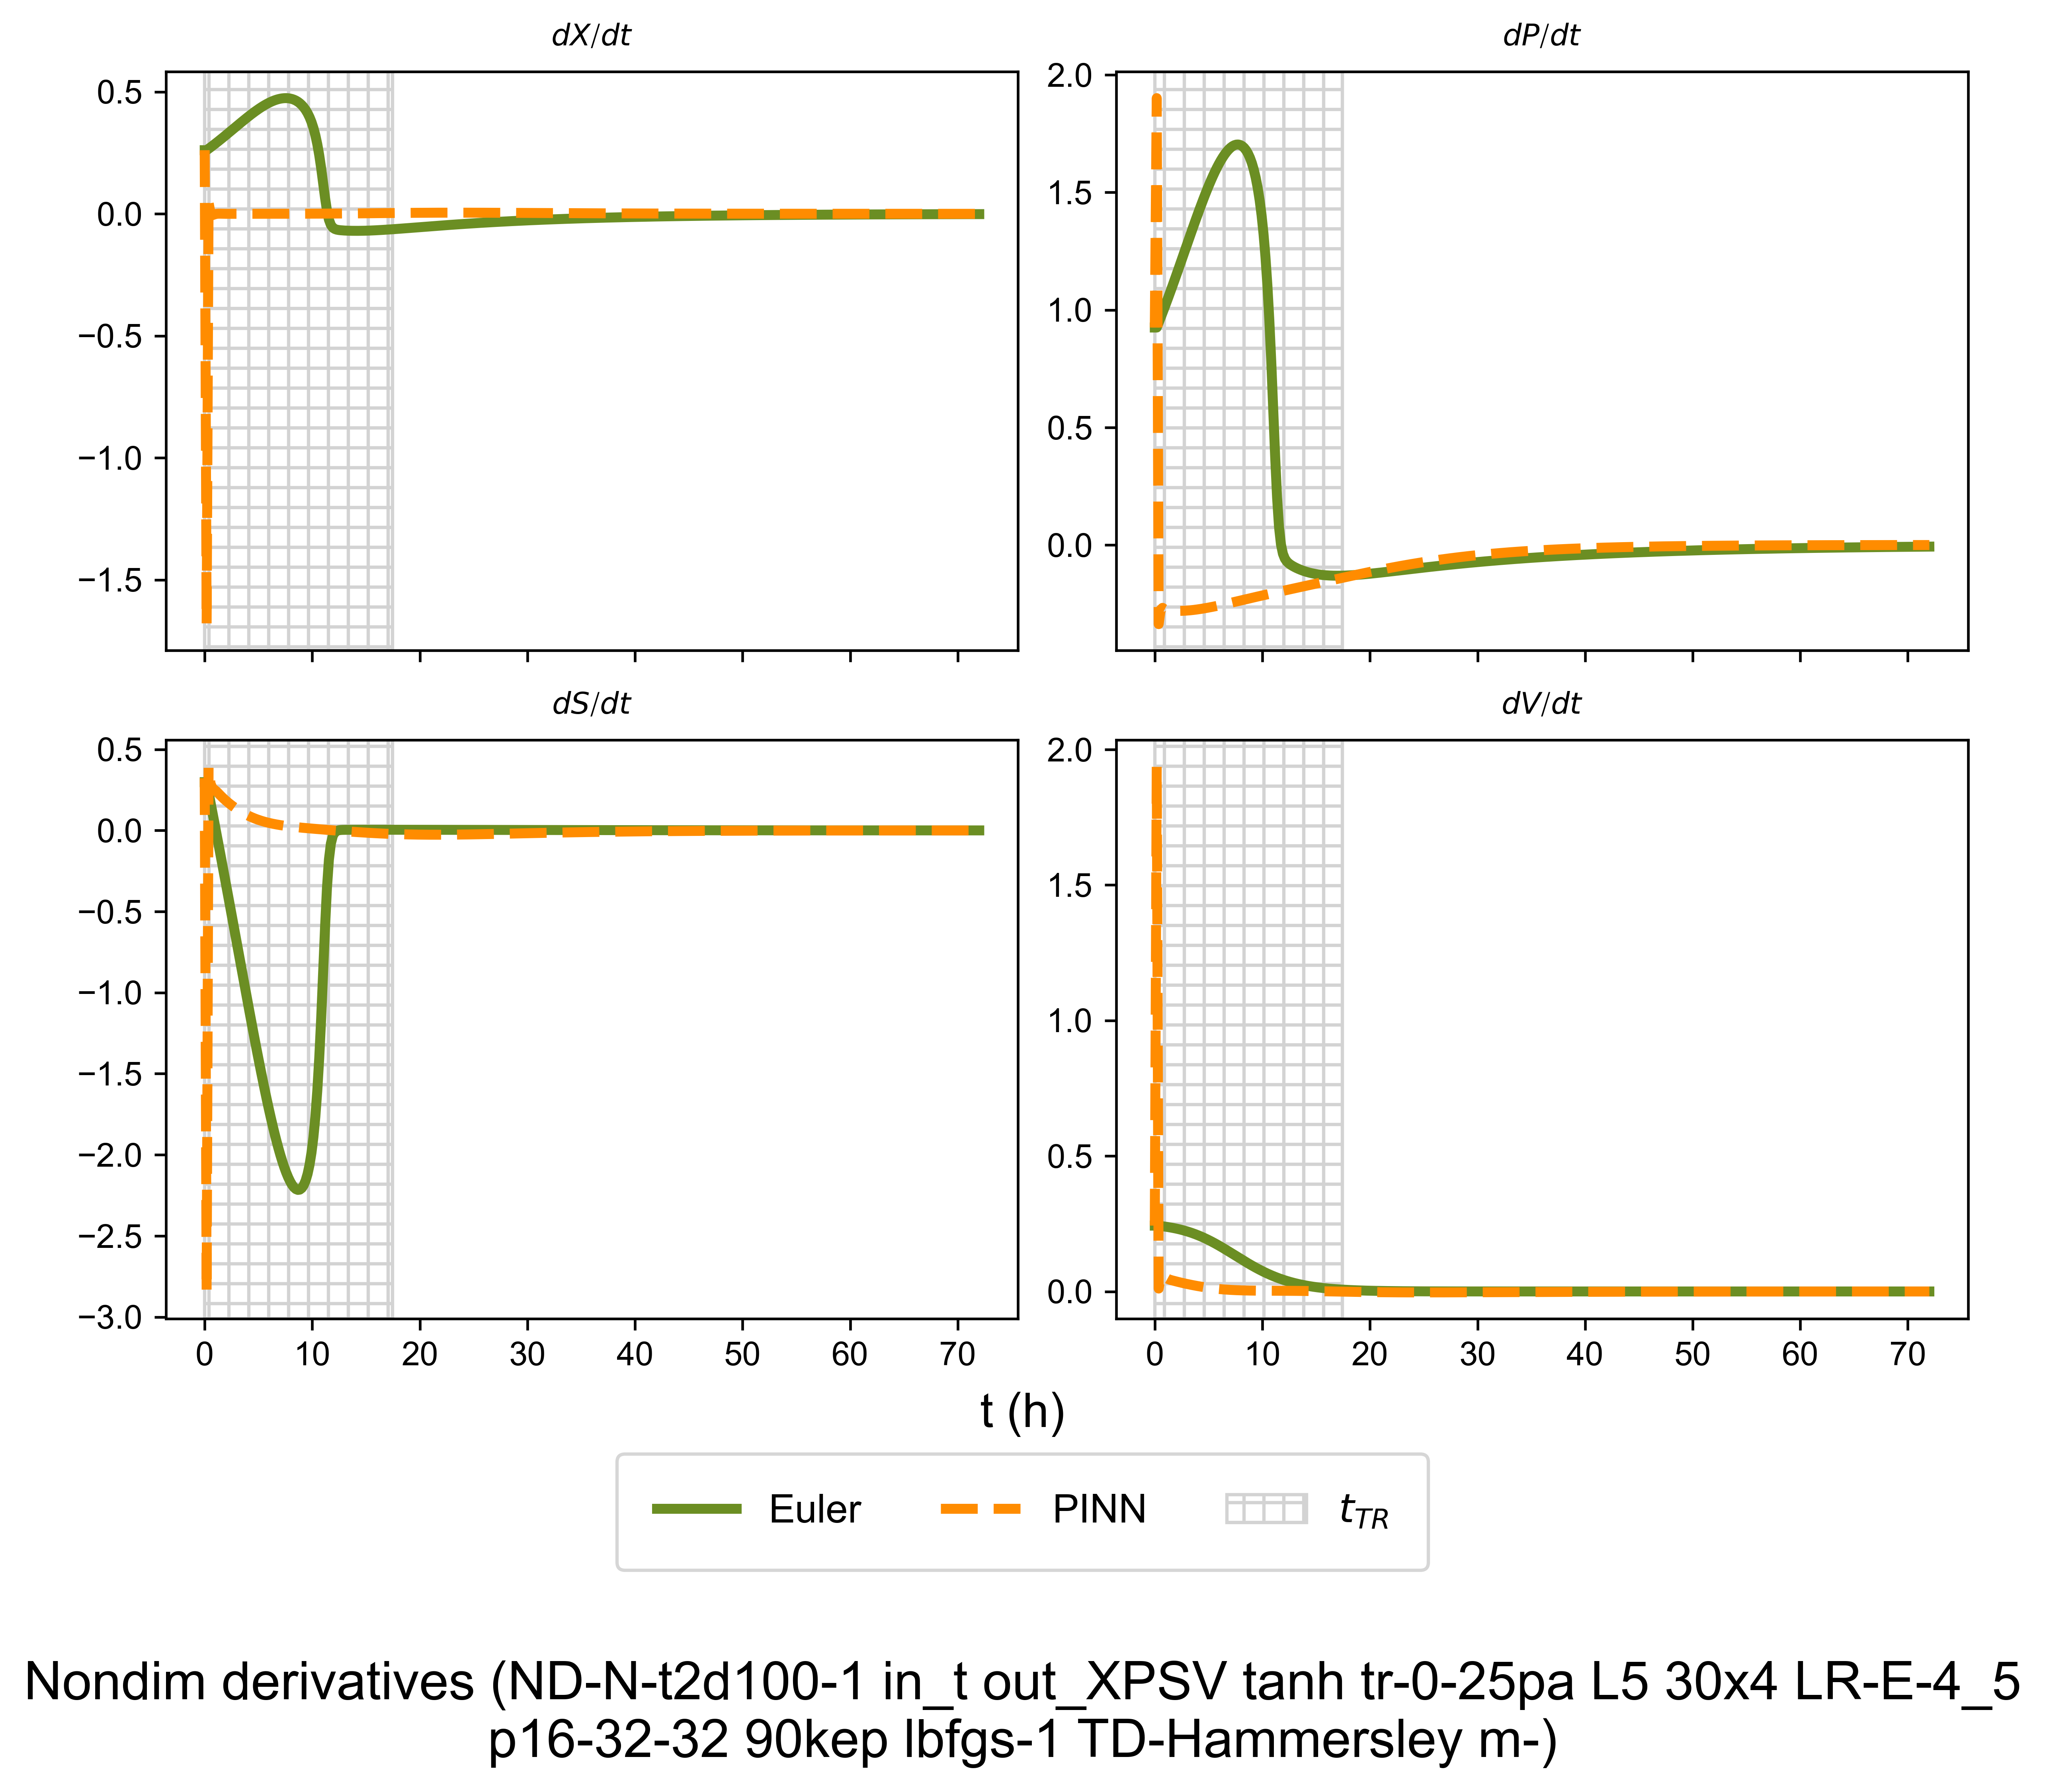 dX/dt
dP/dt
0.5
0.0
−0.5
−1.0
−1.5
2.0
1.5
1.0
0.5
0.0
dS/dt
dV/dt
0.5
0.0
−0.5
−1.0
−1.5
−2.0
−2.5
−3.0
2.0
1.5
1.0
0.5
0.0
0 10 20 30 40 50 60 70
0 10 20 30 40 50 60 70
t (h)
Euler PINN t_TR
Nondim derivatives (ND-N-t2d100-1 in_t out_XPSV tanh tr-0-25pa L5 30x4 LR-E-4_5
p16-32-32 90kep lbfgs-1 TD-Hammersley m-)